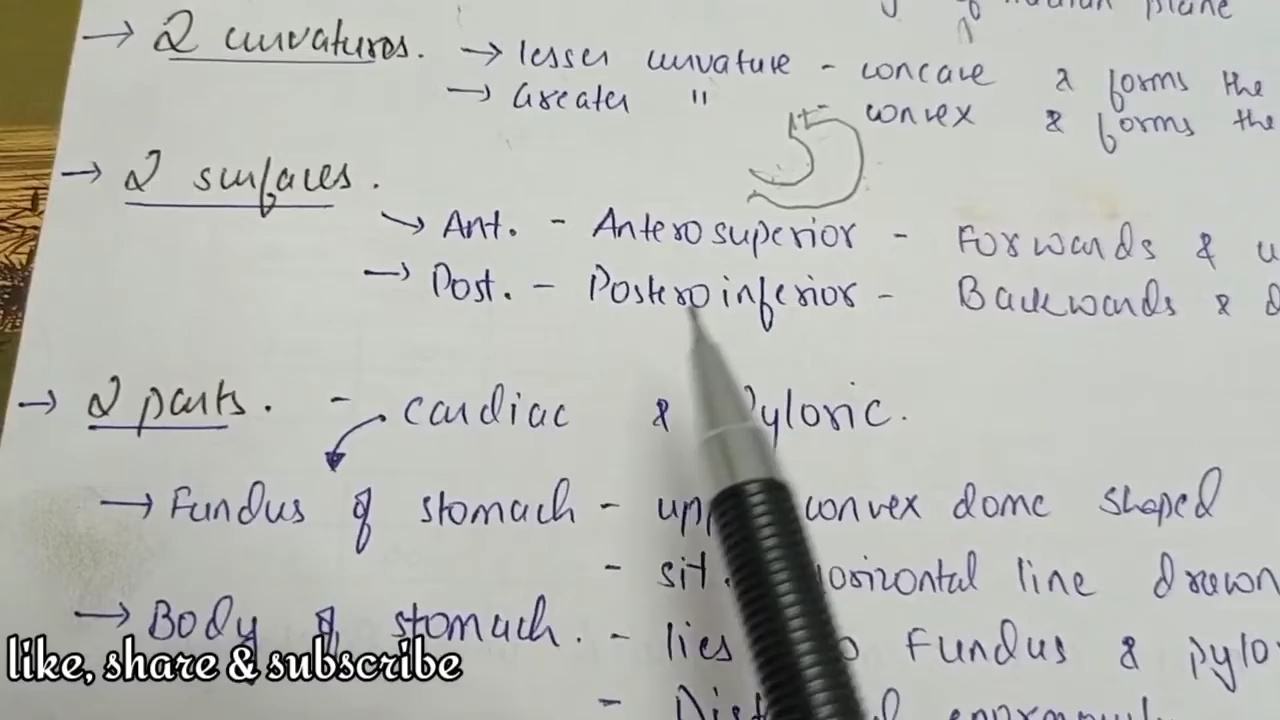 plane
→ 2 curvatures. → lesser curvature - concave & forms the
→ Greater " convex & forms the
→ 2 surfaces.
→ Ant. - Anterosuperior - Forwards &
→ Post. - Posteroinferior - Backwards &
→ 2 parts. - cardiac & Pyloric.
→ Fundus of stomach - convex dome shaped
- sit. horizontal line drawn
→ Body of stomach. - lies Fundus &
like, share & subscribe